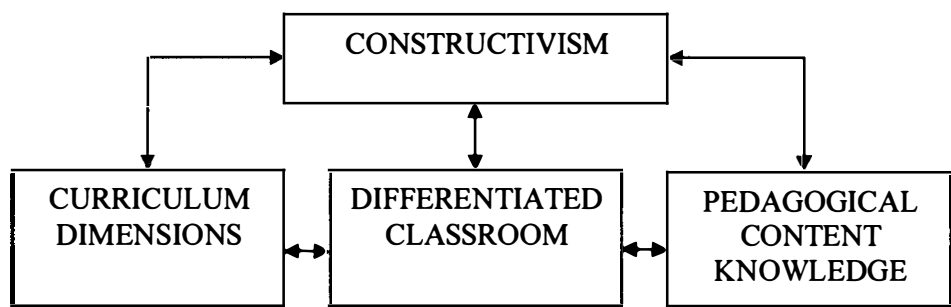 CONSTRUCTIVISM
CURRICULUM
DIMENSIONS
DIFFERENTIATED
CLASSROOM
PEDAGOGICAL
CONTENT
KNOWLEDGE